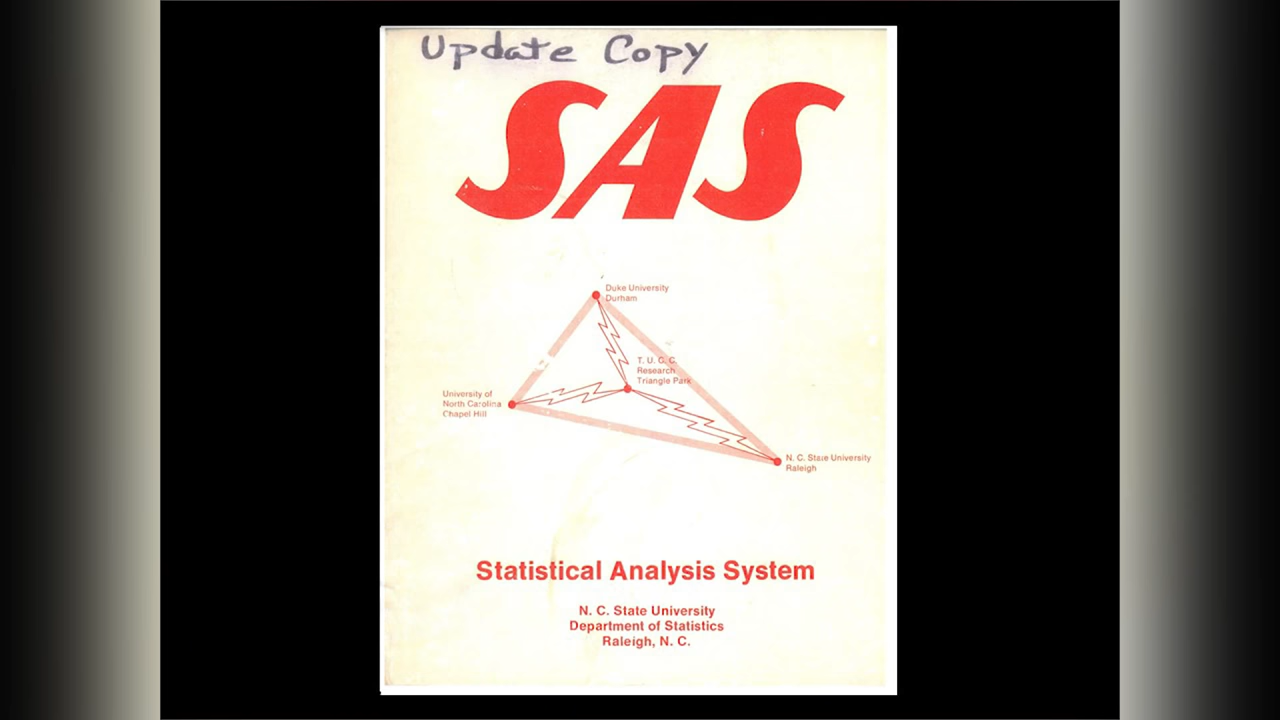 Update Copy
SAS
Duke University
Durham
T. U. C. C.
Research
Triangle Park
University of
North Carolina
Chapel Hill
N. C. State University
Raleigh
Statistical Analysis System
N. C. State University
Department of Statistics
Raleigh, N. C.